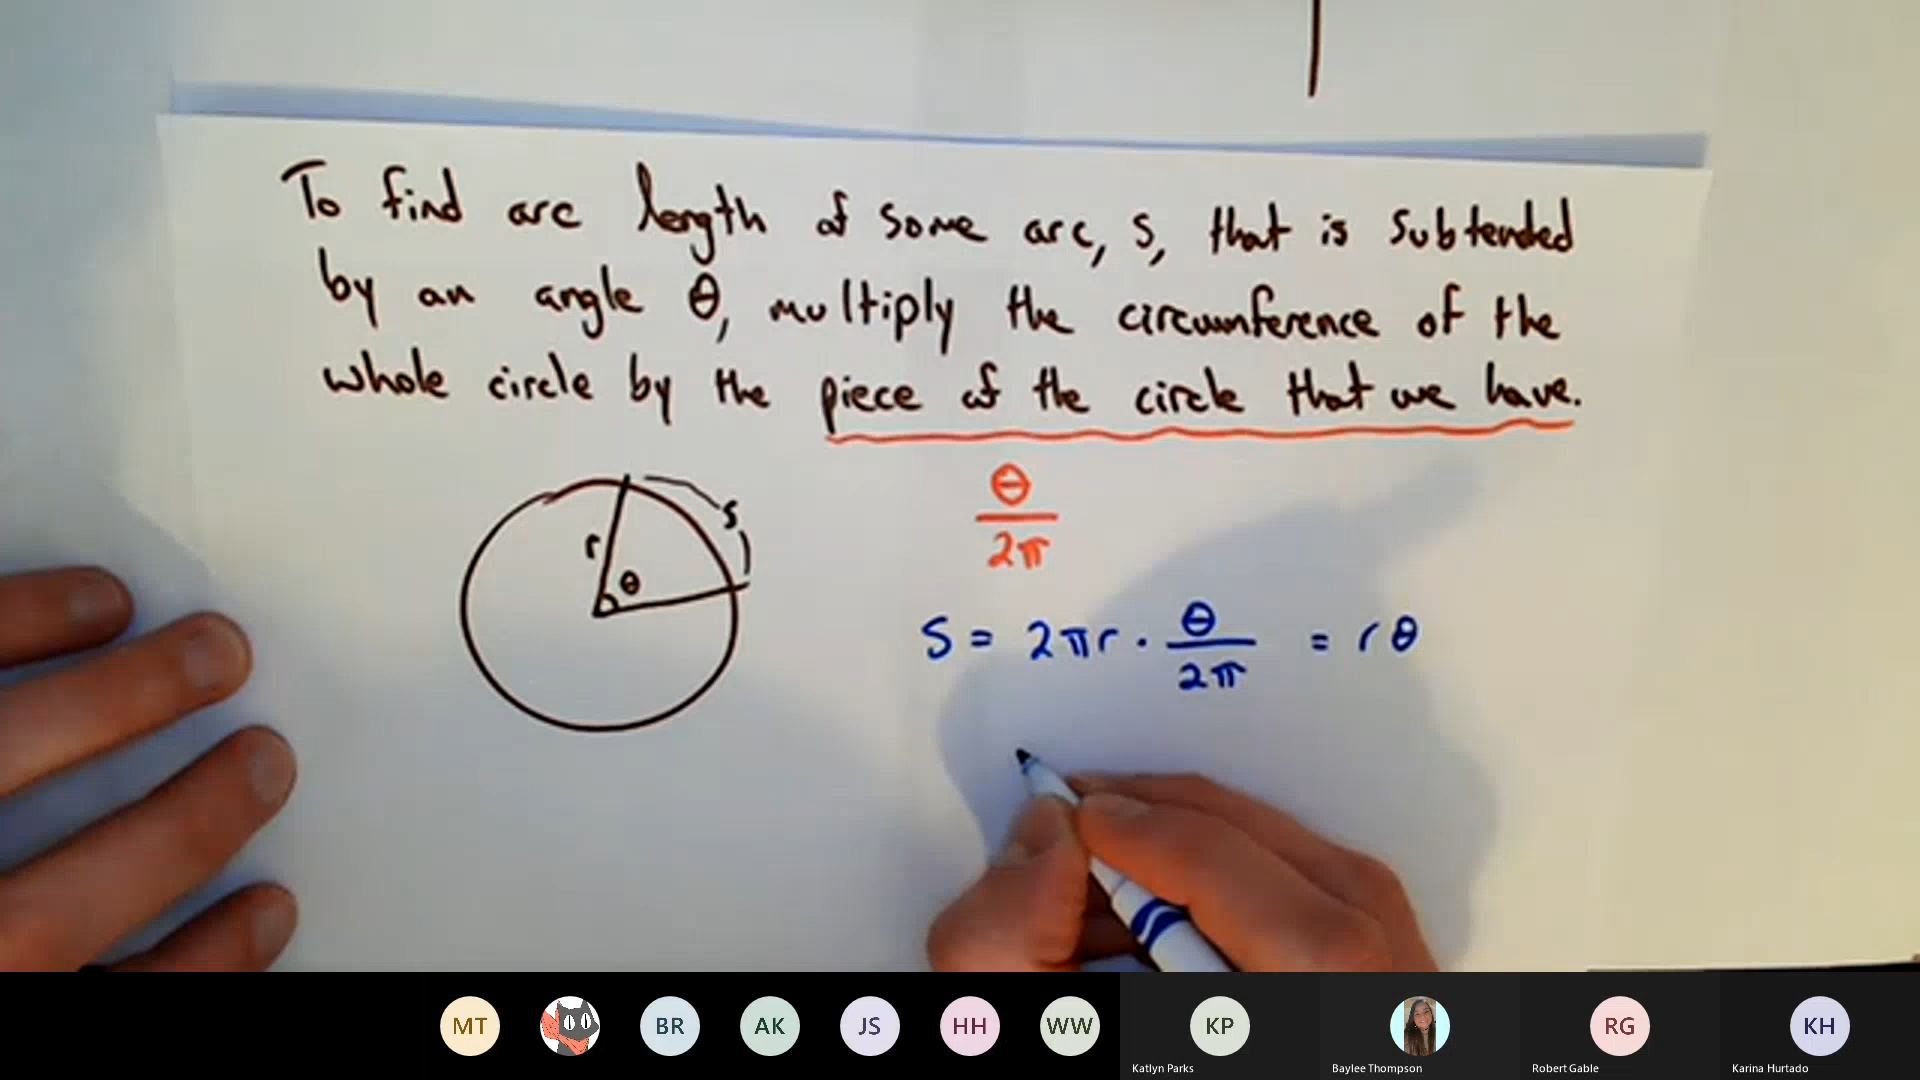 To find arc length of some arc, s, that is subtended
by an angle θ, multiply the circumference of the
whole circle by the piece of the circle that we have.
θ
2π
r
θ
s
S = 2πr · θ/2π = rθ
MT
BR
AK
JS
HH
WW
KP
RG
KH
Katlyn Parks
Baylee Thompson
Robert Gable
Karina Hurtado